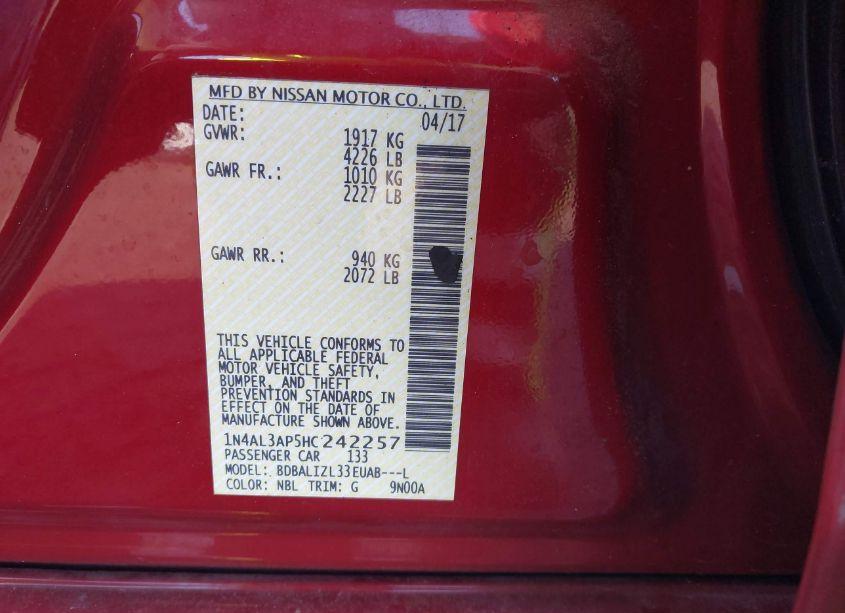 MFD BY NISSAN MOTOR CO., LTD.
DATE: 04/17
GVWR: 1917 KG
4226 LB
GAWR FR.: 1010 KG
2227 LB
GAWR RR.: 940 KG
2072 LB
THIS VEHICLE CONFORMS TO
ALL APPLICABLE FEDERAL
MOTOR VEHICLE SAFETY,
BUMPER, AND THEFT
PREVENTION STANDARDS IN
EFFECT ON THE DATE OF
MANUFACTURE SHOWN ABOVE.
1N4AL3AP5HC242257
PASSENGER CAR 133
MODEL: BDBALIZL33EUAB---L
COLOR: NBL TRIM: G 9N00A